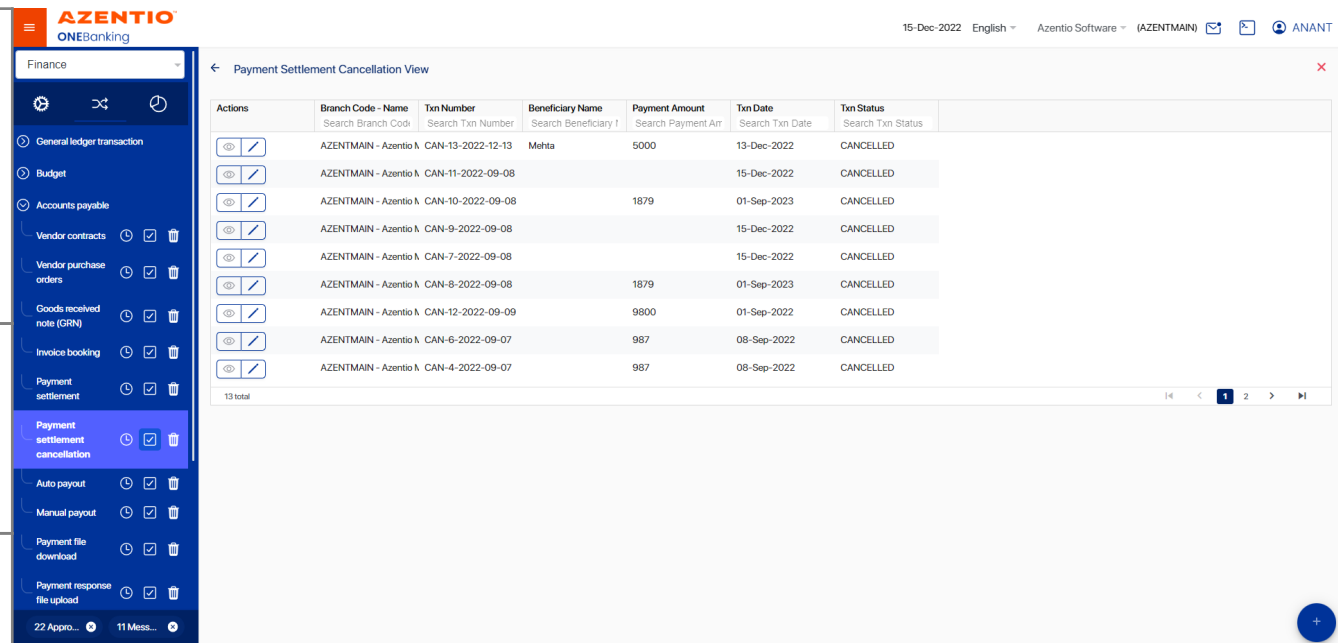 AZENTIO
ONEBanking
15-Dec-2022 English Azentio Software (AZENTMAIN) ANANT
Finance
General ledger transaction
Budget
Accounts payable
Vendor contracts
Vendor purchase
orders
Goods received
note (GRN)
Invoice booking
Payment
settlement
Payment
settlement
cancellation
Auto payout
Manual payout
Payment file
download
Payment response
file upload
22 Appro... 11 Mess...
Payment Settlement Cancellation View
Actions Branch Code - Name Txn Number Beneficiary Name Payment Amount Txn Date Txn Status
Search Branch Code Search Txn Number Search Beneficiary Search Payment Am Search Txn Date Search Txn Status
AZENTMAIN - Azentio CAN-13-2022-12-13 Mehta 5000 13-Dec-2022 CANCELLED
AZENTMAIN - Azentio CAN-11-2022-09-08 15-Dec-2022 CANCELLED
AZENTMAIN - Azentio CAN-10-2022-09-08 1879 01-Sep-2023 CANCELLED
AZENTMAIN - Azentio CAN-9-2022-09-08 15-Dec-2022 CANCELLED
AZENTMAIN - Azentio CAN-7-2022-09-08 15-Dec-2022 CANCELLED
AZENTMAIN - Azentio CAN-8-2022-09-08 1879 01-Sep-2023 CANCELLED
AZENTMAIN - Azentio CAN-12-2022-09-09 9800 01-Sep-2022 CANCELLED
AZENTMAIN - Azentio CAN-6-2022-09-07 987 08-Sep-2022 CANCELLED
AZENTMAIN - Azentio CAN-4-2022-09-07 987 08-Sep-2022 CANCELLED
13 total 1 2